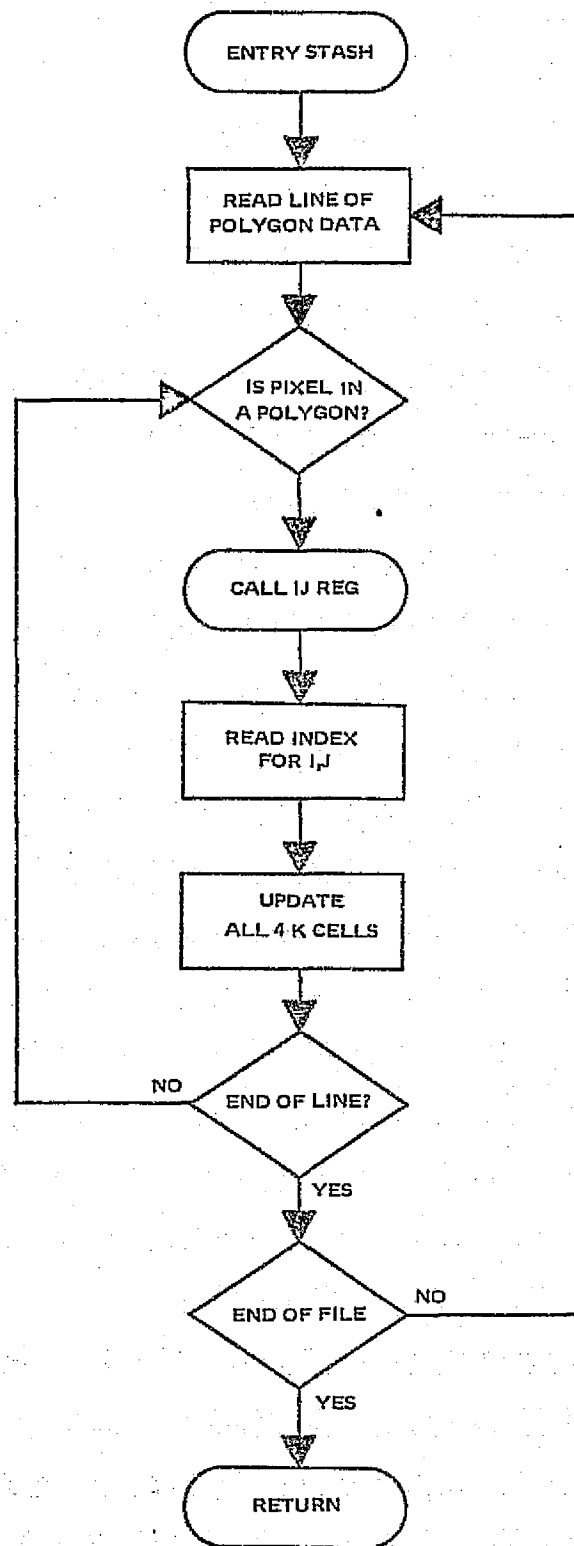 ENTRY STASH
READ LINE OF
POLYGON DATA
IS PIXEL IN
A POLYGON?
CALL IJ REG
READ INDEX
FOR I,J
UPDATE
ALL 4 K CELLS
NO
END OF LINE?
YES
END OF FILE
NO
YES
RETURN